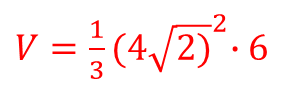 V = 1/3 (4√2)² · 6